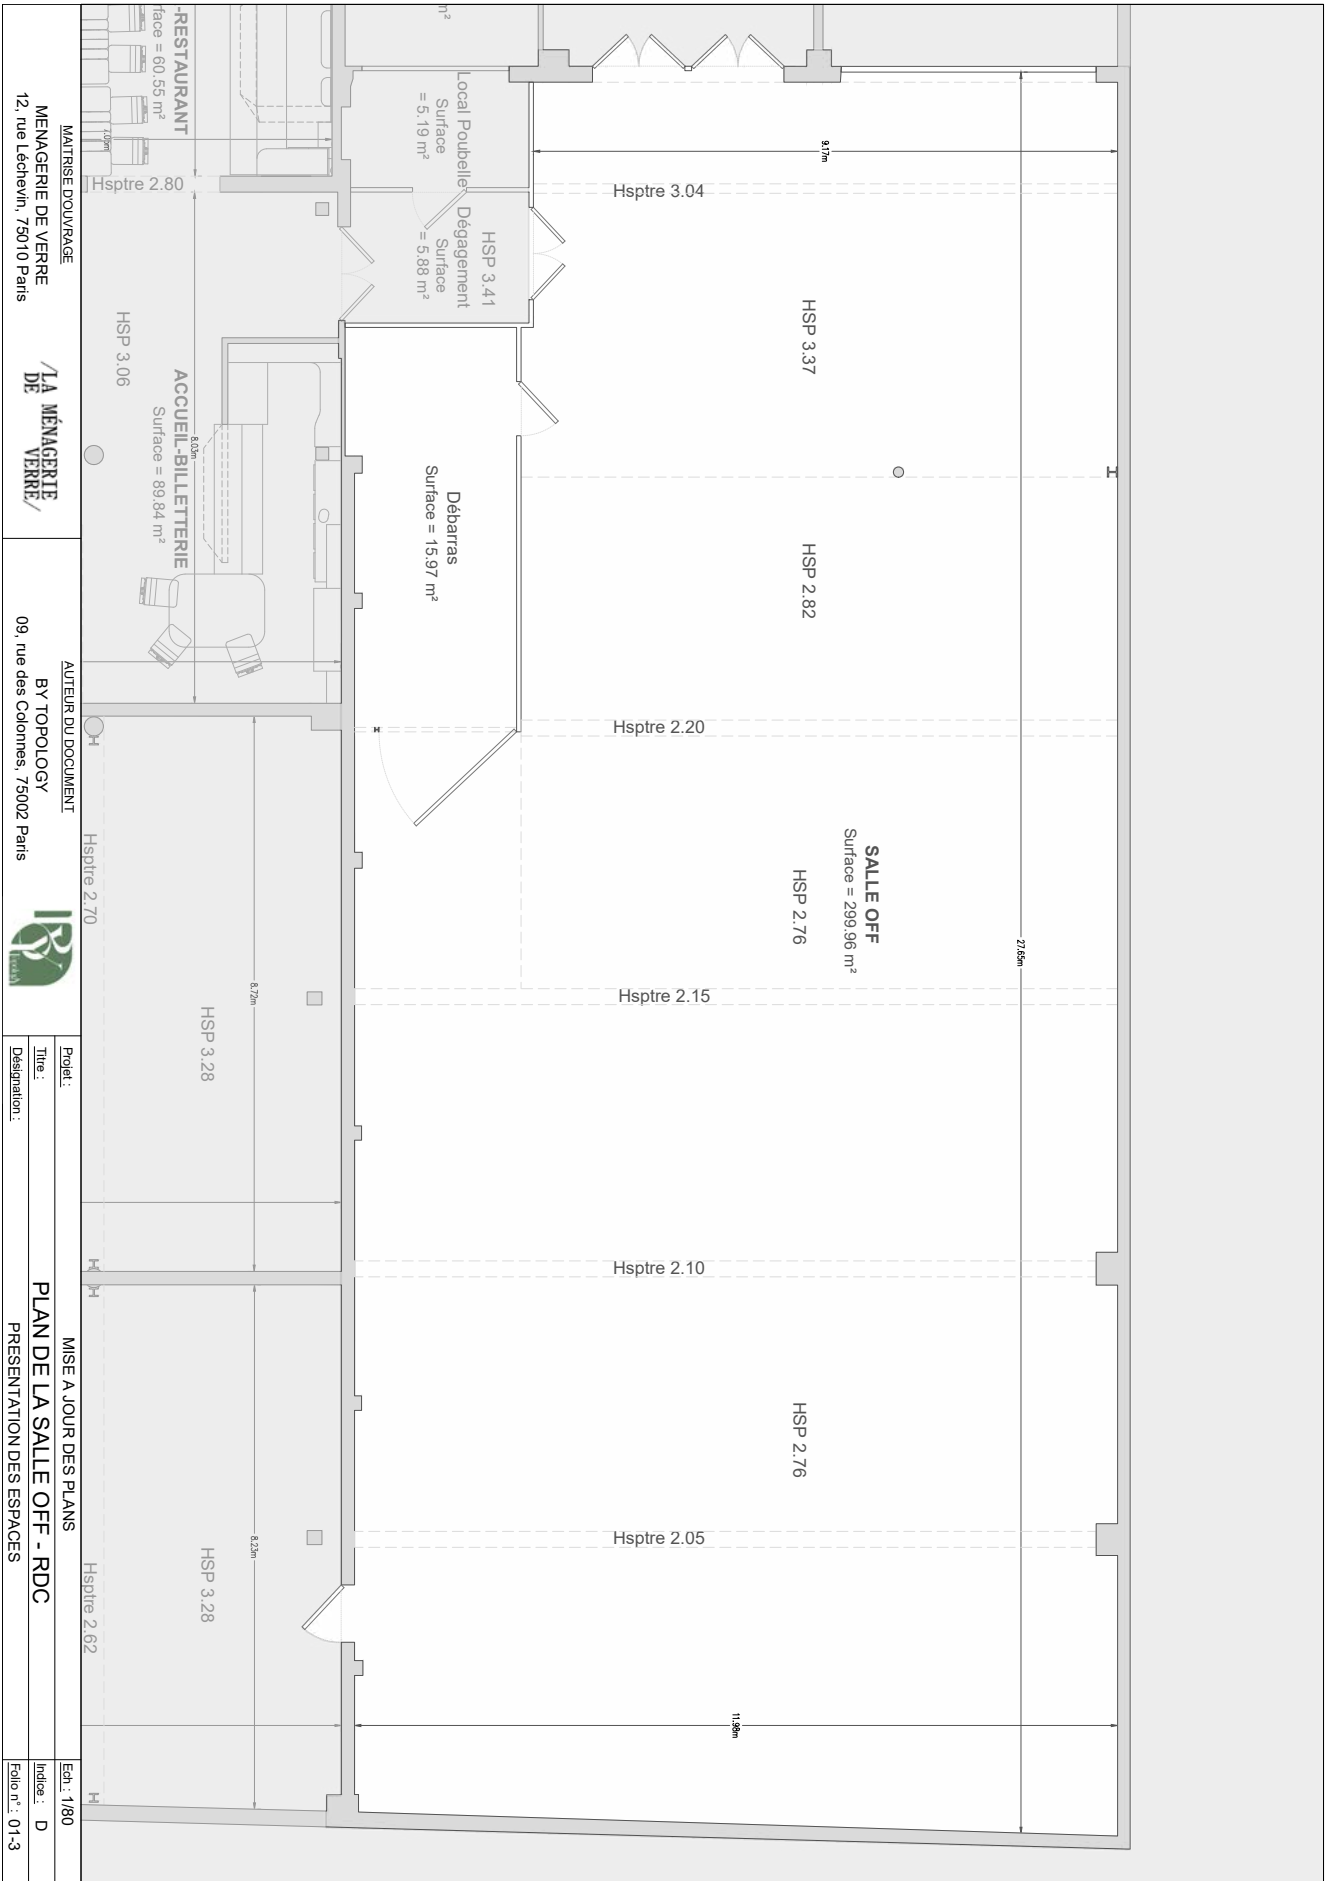 m²
-RESTAURANT
rface = 60.55 m²
7.05m
Local Poubelle
Surface
= 5.19 m²
Hsptre 2.80
HSP 3.41
Dégagement
Surface
= 5.88 m²
9.17m
Hsptre 3.04
HSP 3.37
HSP 3.06
ACCUEIL-BILLETTERIE
Surface = 89.84 m²
8.03m
Débarras
Surface = 15.97 m²
HSP 2.82
Hsptre 2.20
SALLE OFF
Surface = 299.96 m²
HSP 2.76
27.65m
Hsptre 2.15
Hsptre 2.70
8.72m
HSP 3.28
Hsptre 2.10
HSP 2.76
Hsptre 2.05
8.23m
HSP 3.28
Hsptre 2.62
11.98m
MAITRISE D'OUVRAGE
MENAGERIE DE VERRE
12, rue Léchevin, 75010 Paris
/LA MÉNAGERIE
DE VERRE/
AUTEUR DU DOCUMENT
BY TOPOLOGY
09, rue des Colonnes, 75002 Paris
Projet :
MISE A JOUR DES PLANS
Titre :
PLAN DE LA SALLE OFF - RDC
Désignation :
PRESENTATION DES ESPACES
Ech : 1/80
Indice : D
Folio n° : 01-3